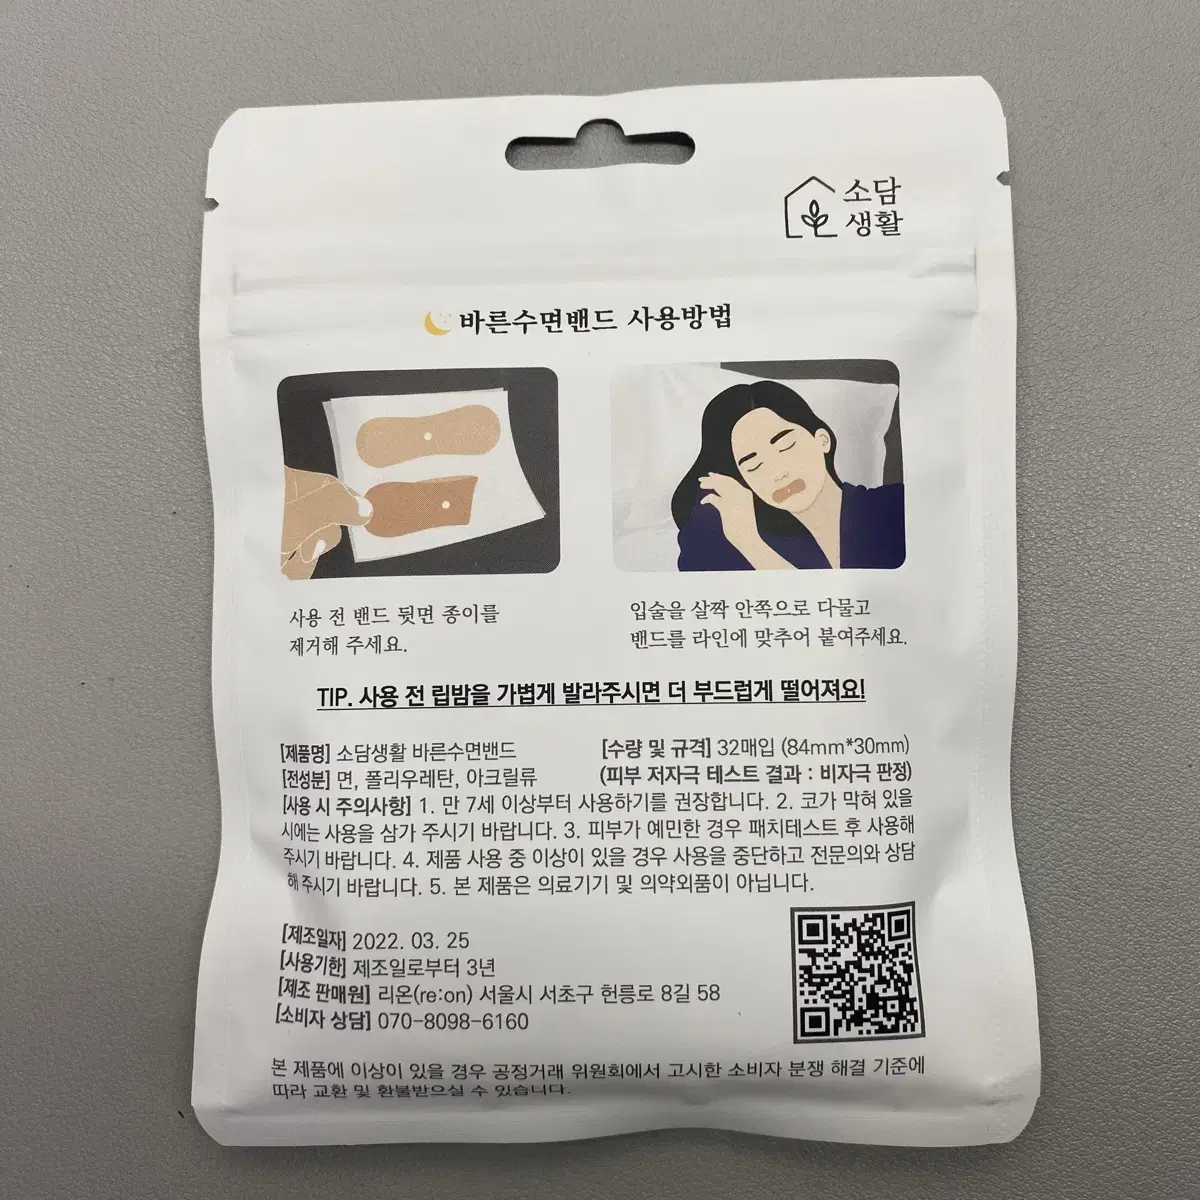 소담
생활
바른수면밴드 사용방법
사용 전 밴드 뒷면 종이를
제거해 주세요.
입술을 살짝 안쪽으로 다물고
밴드를 라인에 맞추어 붙여주세요.
TIP. 사용 전 립밤을 가볍게 발라주시면 더 부드럽게 떨어져요!
[제품명] 소담생활 바른수면밴드 [수량 및 규격] 32매입 (84mm*30mm)
[전성분] 면, 폴리우레탄, 아크릴류 (피부 저자극 테스트 결과 : 비자극 판정)
[사용 시 주의사항] 1. 만 7세 이상부터 사용하기를 권장합니다. 2. 코가 막혀 있을
시에는 사용을 삼가 주시기 바랍니다. 3. 피부가 예민한 경우 패치테스트 후 사용해
주시기 바랍니다. 4. 제품 사용 중 이상이 있을 경우 사용을 중단하고 전문의와 상담
해 주시기 바랍니다. 5. 본 제품은 의료기기 및 의약외품이 아닙니다.
[제조일자] 2022. 03. 25
[사용기한] 제조일로부터 3년
[제조 판매원] 리온(re:on) 서울시 서초구 헌릉로 8길 58
[소비자 상담] 070-8098-6160
본 제품에 이상이 있을 경우 공정거래 위원회에서 고시한 소비자 분쟁 해결 기준에
따라 교환 및 환불받으실 수 있습니다.